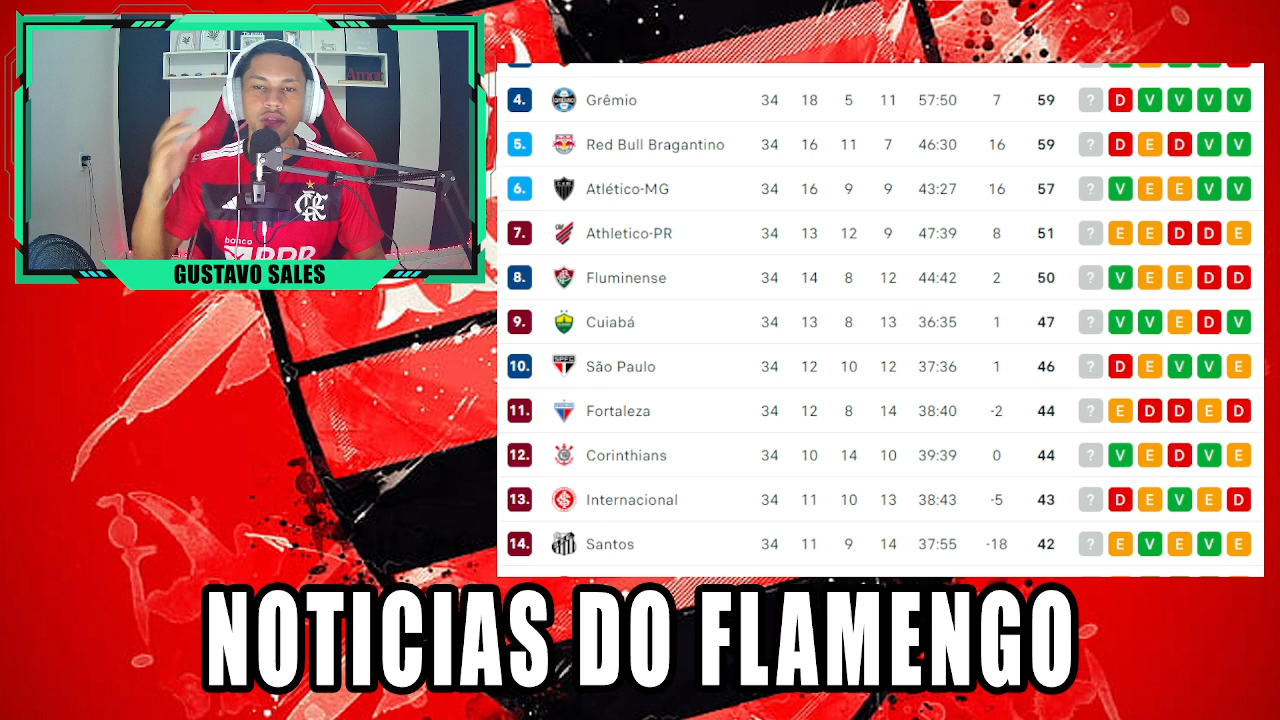 Amor
banco
BRB
GUSTAVO SALES
4. Grêmio 34 18 5 11 57:50 7 59 ? D V V V V
5. Red Bull Bragantino 34 16 11 7 46:30 16 59 ? D E D V V
6. Atlético-MG 34 16 9 9 43:27 16 57 ? V E E V V
7. Athletico-PR 34 13 12 9 47:39 8 51 ? E E D D E
8. Fluminense 34 14 8 12 44:42 2 50 ? V E E D D
9. Cuiabá 34 13 8 13 36:35 1 47 ? V V E D V
10. São Paulo 34 12 10 12 37:36 1 46 ? D E V V E
11. Fortaleza 34 12 8 14 38:40 -2 44 ? E D D E D
12. Corinthians 34 10 14 10 39:39 0 44 ? V E D V E
13. Internacional 34 11 10 13 38:43 -5 43 ? D E V E D
14. Santos 34 11 9 14 37:55 -18 42 ? E V E V E
NOTICIAS DO FLAMENGO